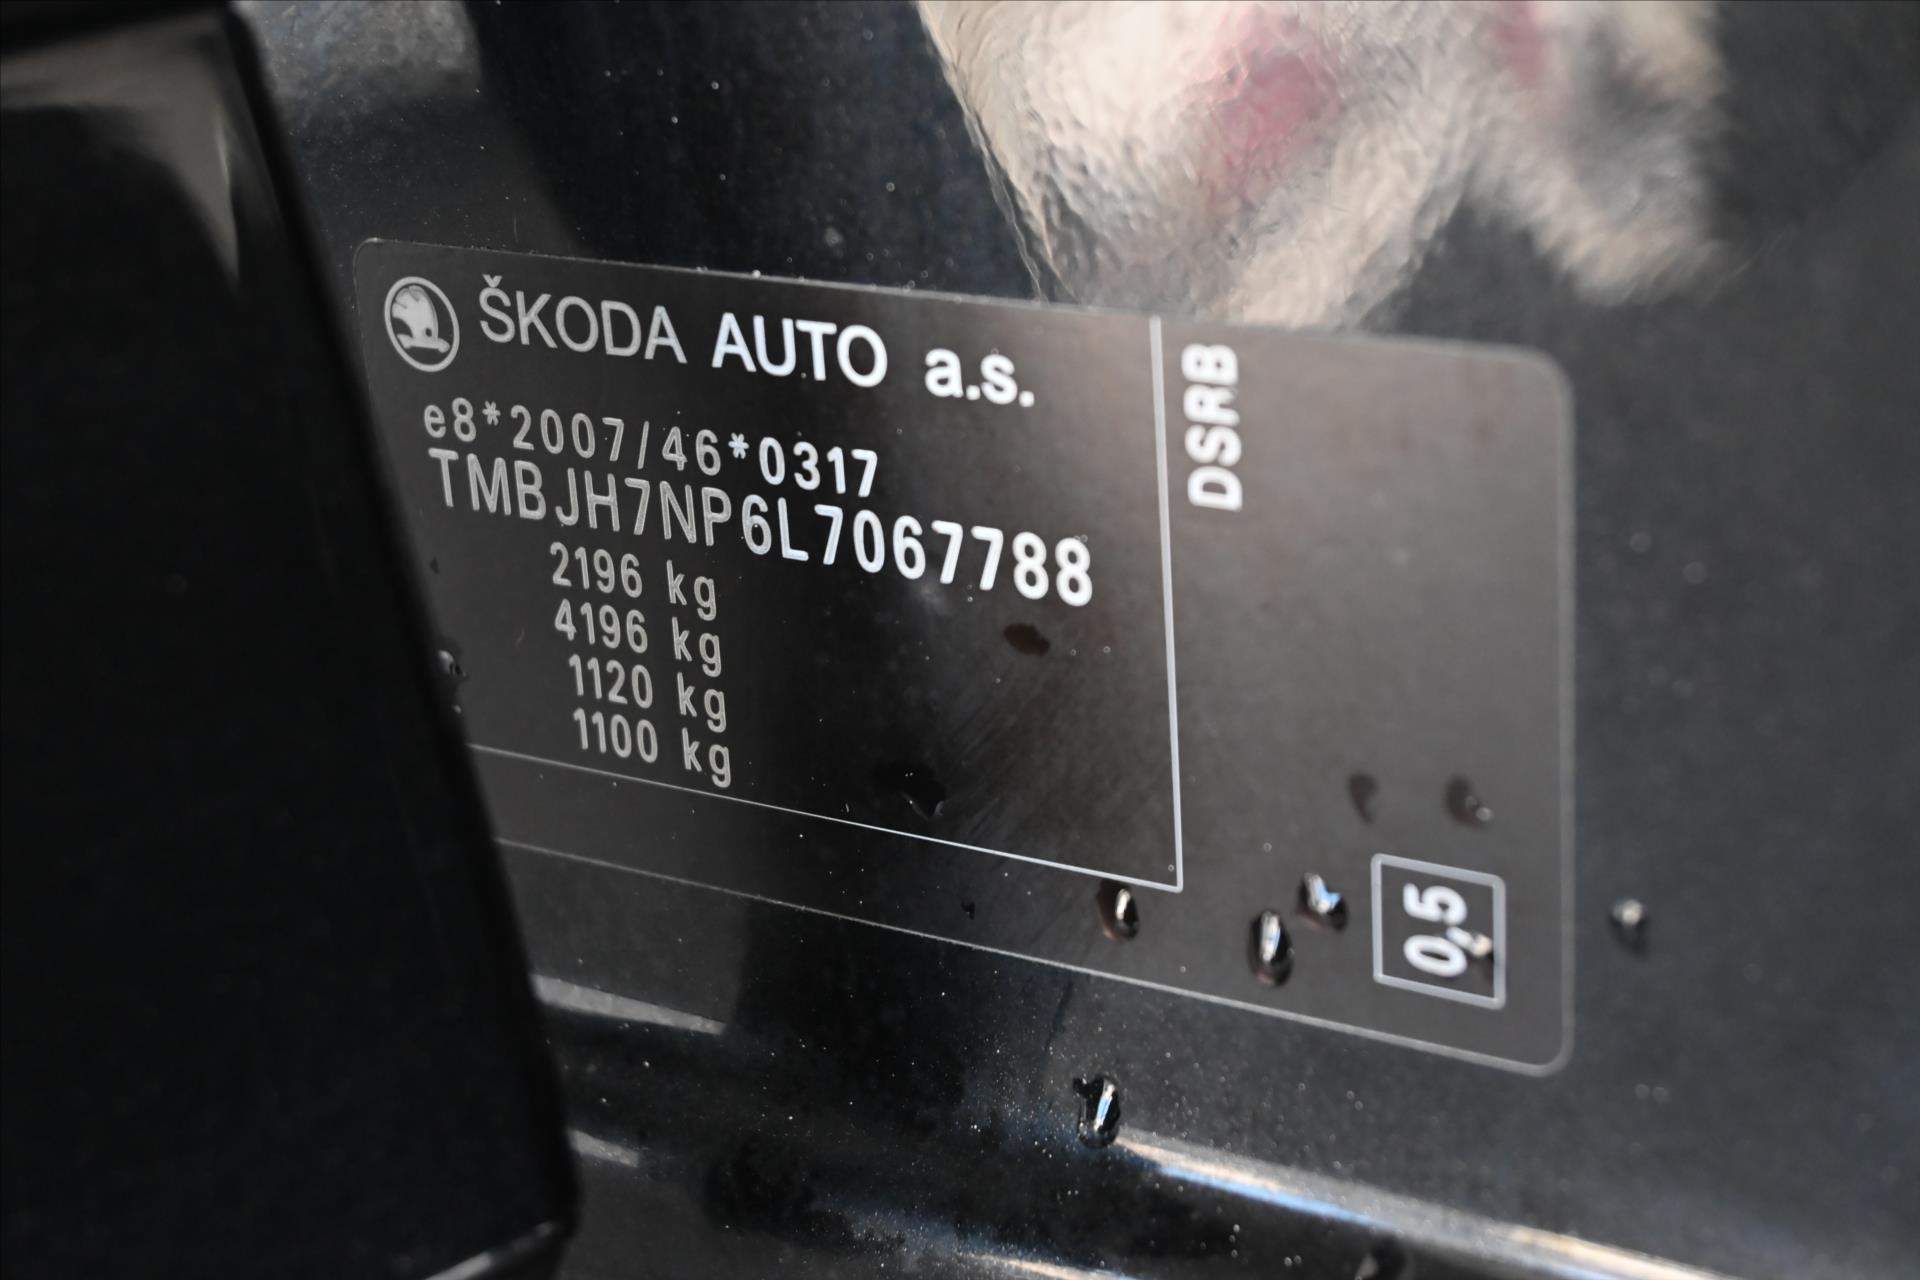 ŠKODA AUTO a.s.
e8*2007/46*0317
TMBJH7NP6L7067788
2196 kg
4196 kg
1120 kg
1100 kg
DSRB
0,5